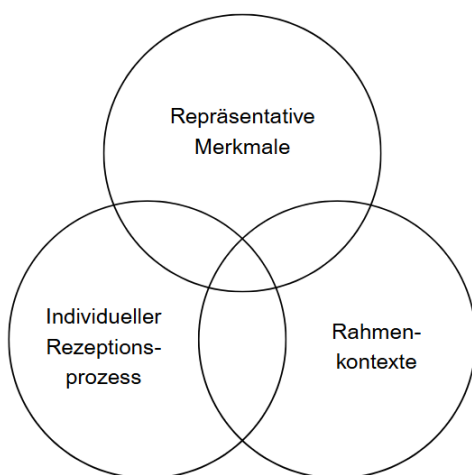 Repräsentative
Merkmale
Individueller
Rezeptions-
prozess
Rahmen-
kontexte